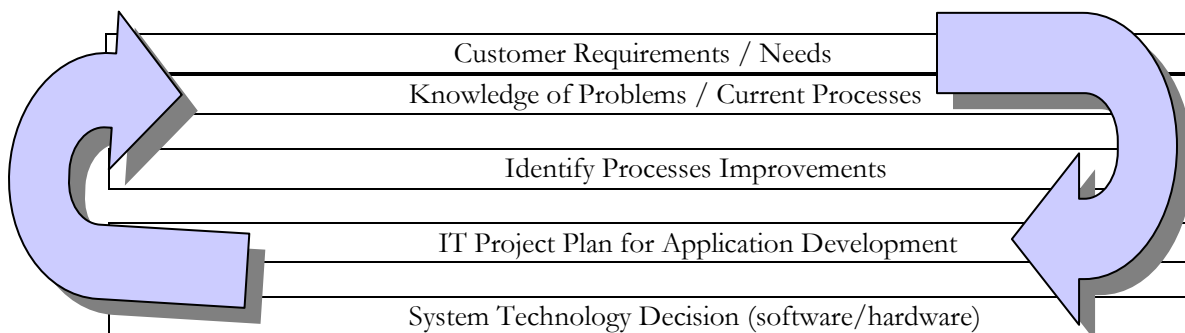 Customer Requirements / Needs
Knowledge of Problems / Current Processes
Identify Processes Improvements
IT Project Plan for Application Development
System Technology Decision (software/hardware)